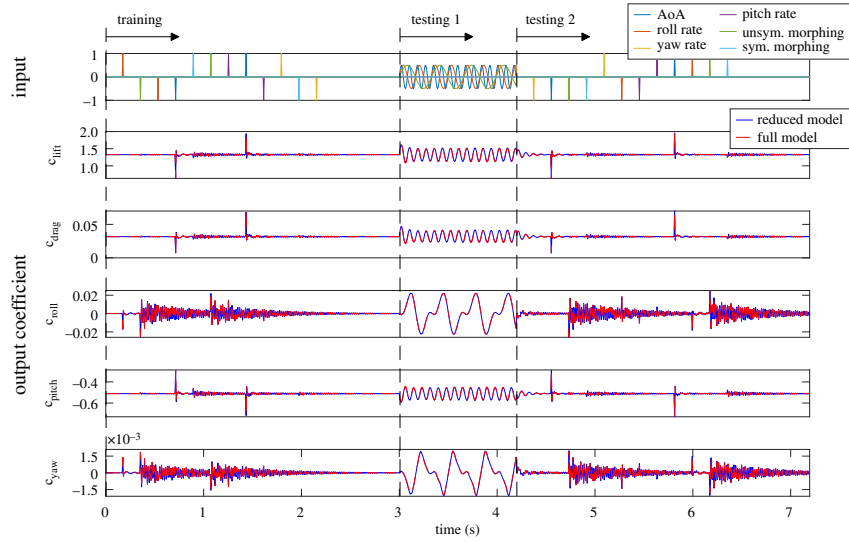 training
testing 1
testing 2
AoA
roll rate
yaw rate
pitch rate
unsym. morphing
sym. morphing
input
1
0
−1
reduced model
full model
output coefficient
c_lift
2.0
1.5
1.0
c_drag
0.05
0
c_roll
0.02
0
−0.02
c_pitch
−0.4
−0.6
×10⁻³
c_yaw
1.5
0
−1.5
0 1 2 3 4 5 6 7
time (s)